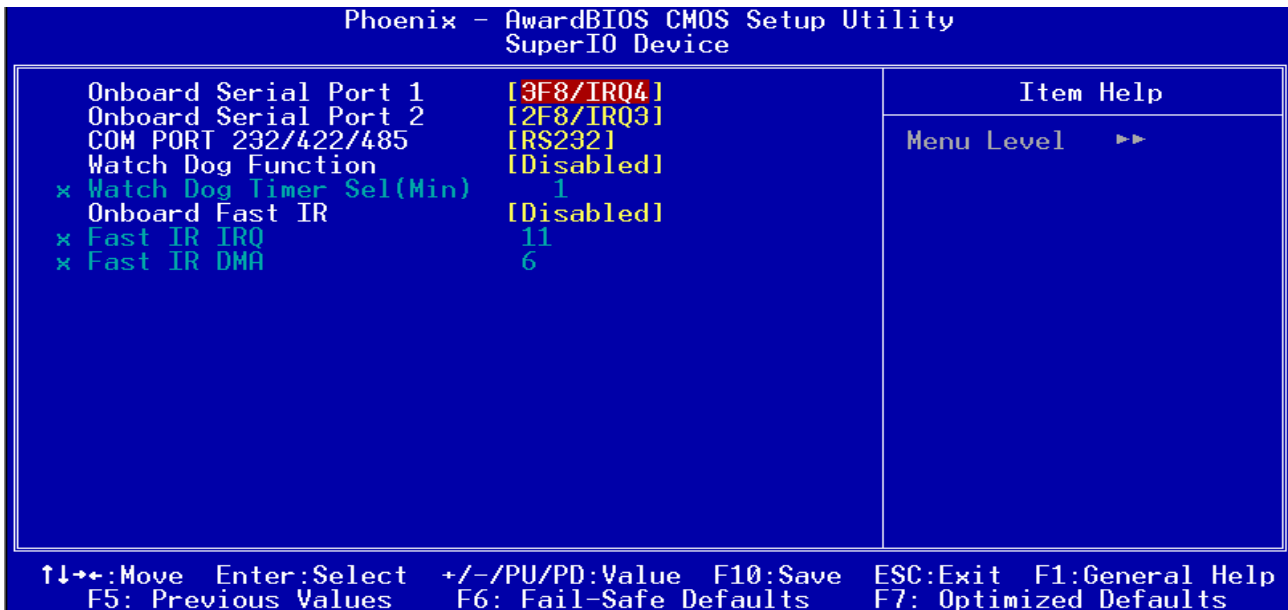 Phoenix - AwardBIOS CMOS Setup Utility
SuperIO Device
Onboard Serial Port 1 [3F8/IRQ4]
Onboard Serial Port 2 [2F8/IRQ3]
COM PORT 232/422/485 [RS232]
Watch Dog Function [Disabled]
x Watch Dog Timer Sel(Min) 1
Onboard Fast IR [Disabled]
x Fast IR IRQ 11
x Fast IR DMA 6
Item Help
Menu Level ►►
↑↓→←:Move Enter:Select +/-/PU/PD:Value F10:Save ESC:Exit F1:General Help
F5: Previous Values F6: Fail-Safe Defaults F7: Optimized Defaults